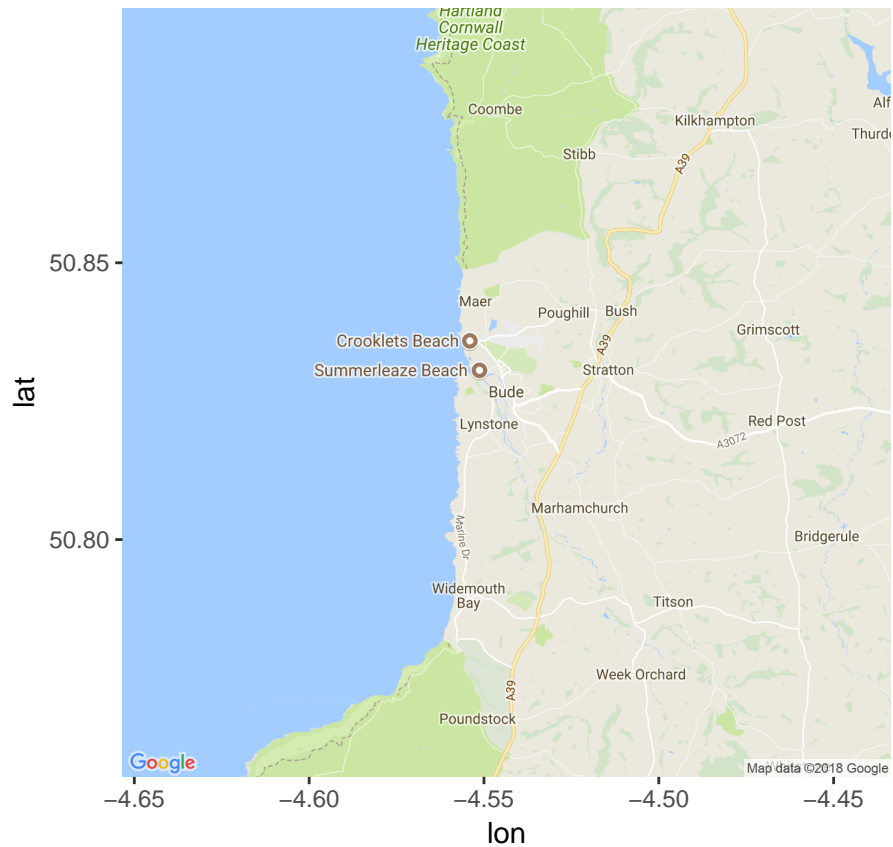 Hartland
Cornwall
Heritage Coast
Coombe
Kilkhampton
Alf
Thurdo
Stibb
A39
50.85
Maer
Poughill
Bush
Grimscott
Crooklets Beach
A39
Summerleaze Beach
Stratton
Bude
lat
Lynstone
Red Post
A3072
Marhamchurch
50.80
Marine Dr
Bridgerule
Widemouth
Bay
Titson
Week Orchard
A39
Poundstock
Google
Map data ©2018 Google
−4.65
−4.60
−4.55
−4.50
−4.45
lon